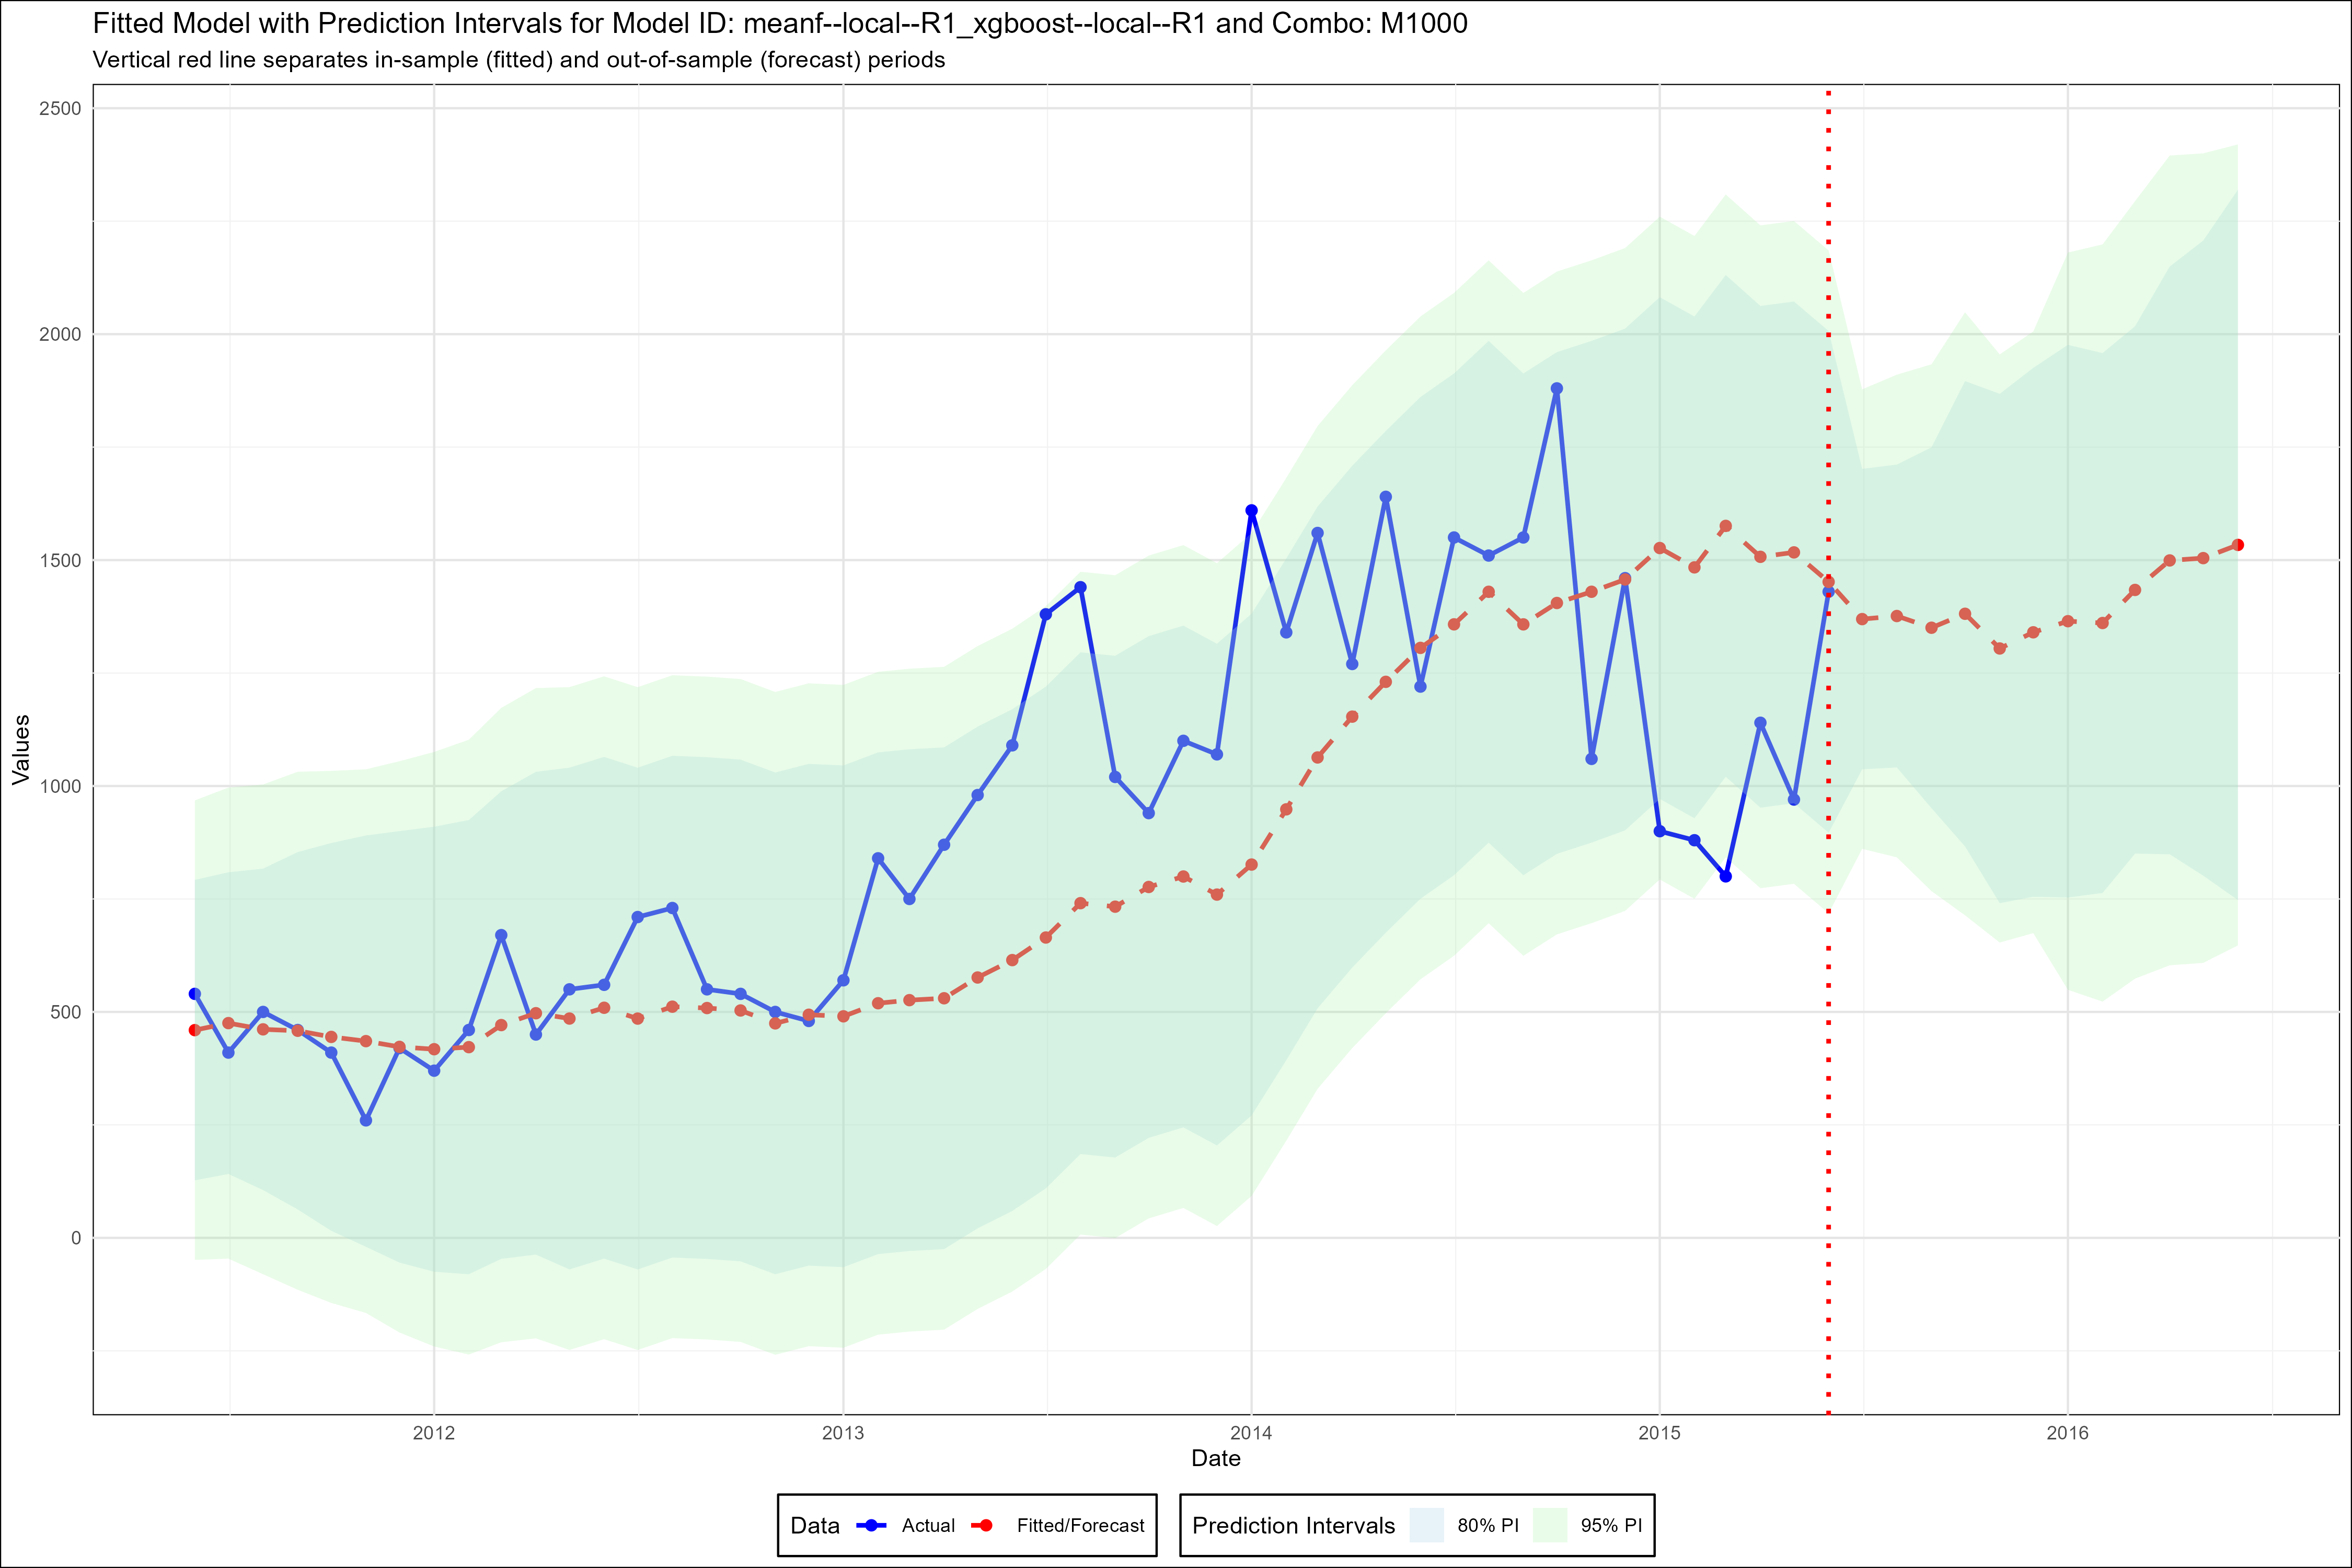 Fitted Model with Prediction Intervals for Model ID: meanf--local--R1_xgboost--local--R1 and Combo: M1000
Vertical red line separates in-sample (fitted) and out-of-sample (forecast) periods
2500
2000
1500
1000
500
0
Values
2012 2013 2014 2015 2016
Date
Data Actual Fitted/Forecast
Prediction Intervals 80% PI 95% PI